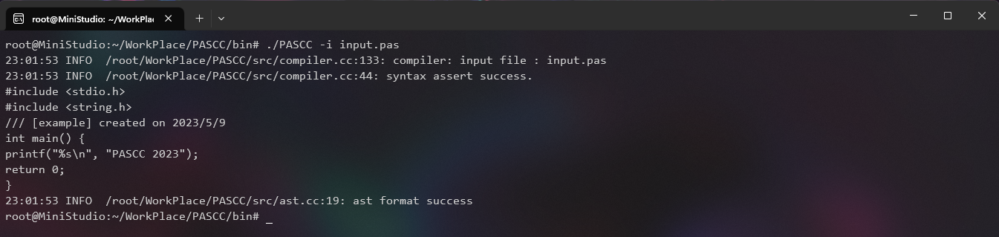 root@MiniStudio: ~/WorkPlac
root@MiniStudio:~/WorkPlace/PASCC/bin# ./PASCC -i input.pas
23:01:53 INFO  /root/WorkPlace/PASCC/src/compiler.cc:133: compiler: input file : input.pas
23:01:53 INFO  /root/WorkPlace/PASCC/src/compiler.cc:44: syntax assert success.
#include <stdio.h>
#include <string.h>
/// [example] created on 2023/5/9
int main() {
printf("%s\n", "PASCC 2023");
return 0;
}
23:01:53 INFO  /root/WorkPlace/PASCC/src/ast.cc:19: ast format success
root@MiniStudio:~/WorkPlace/PASCC/bin# _